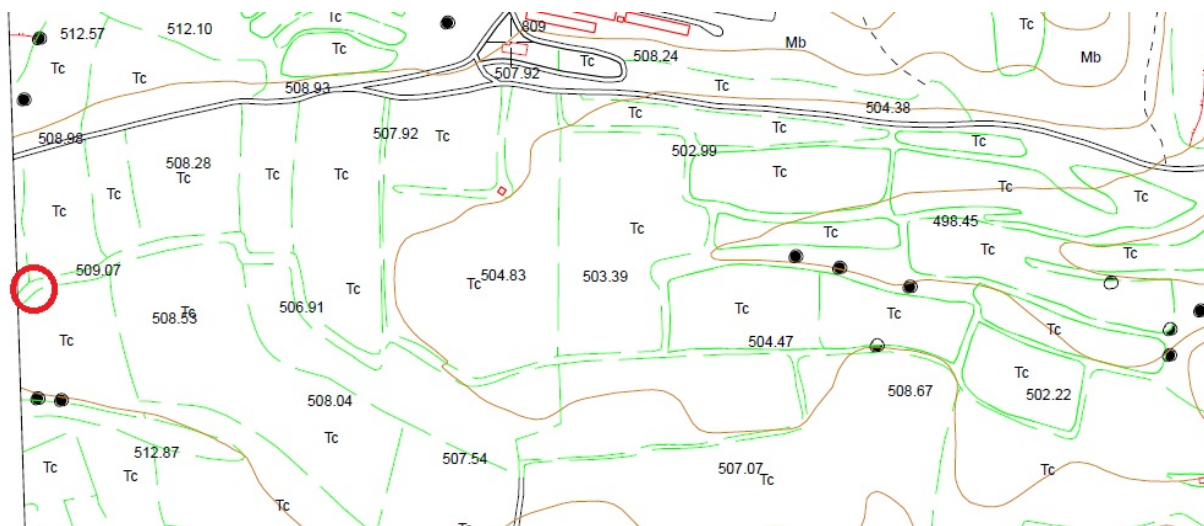 Tc
809
512.57
512.10
Tc
Tc
Mb
508.24
Mb
Tc
Tc
Tc
507.92
Tc
508.93
504.38
Tc
508.98
507.92
Tc
Tc
Tc
502.99
508.28
Tc
Tc
Tc
Tc
Tc
Tc
Tc
Tc
498.45
Tc
Tc
Tc
Tc
509.07
504.83
Tc
503.39
Tc
506.91
Tc
Tc
508.53
Tc
Tc
Tc
504.47
Tc
508.67
502.22
508.04
Tc
512.87
507.54
507.07
Tc
Tc
Tc
Tc
Tc
Tc